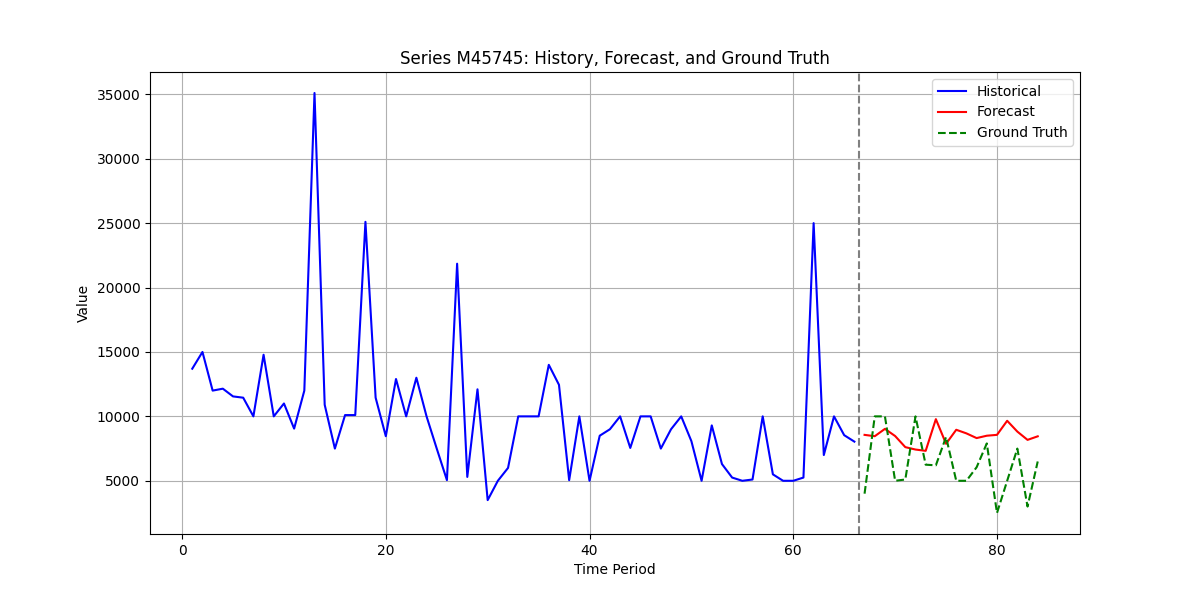 Series M45745: History, Forecast, and Ground Truth
Historical
Forecast
Ground Truth
35000
30000
25000
20000
15000
10000
5000
Value
0
20
40
60
80
Time Period